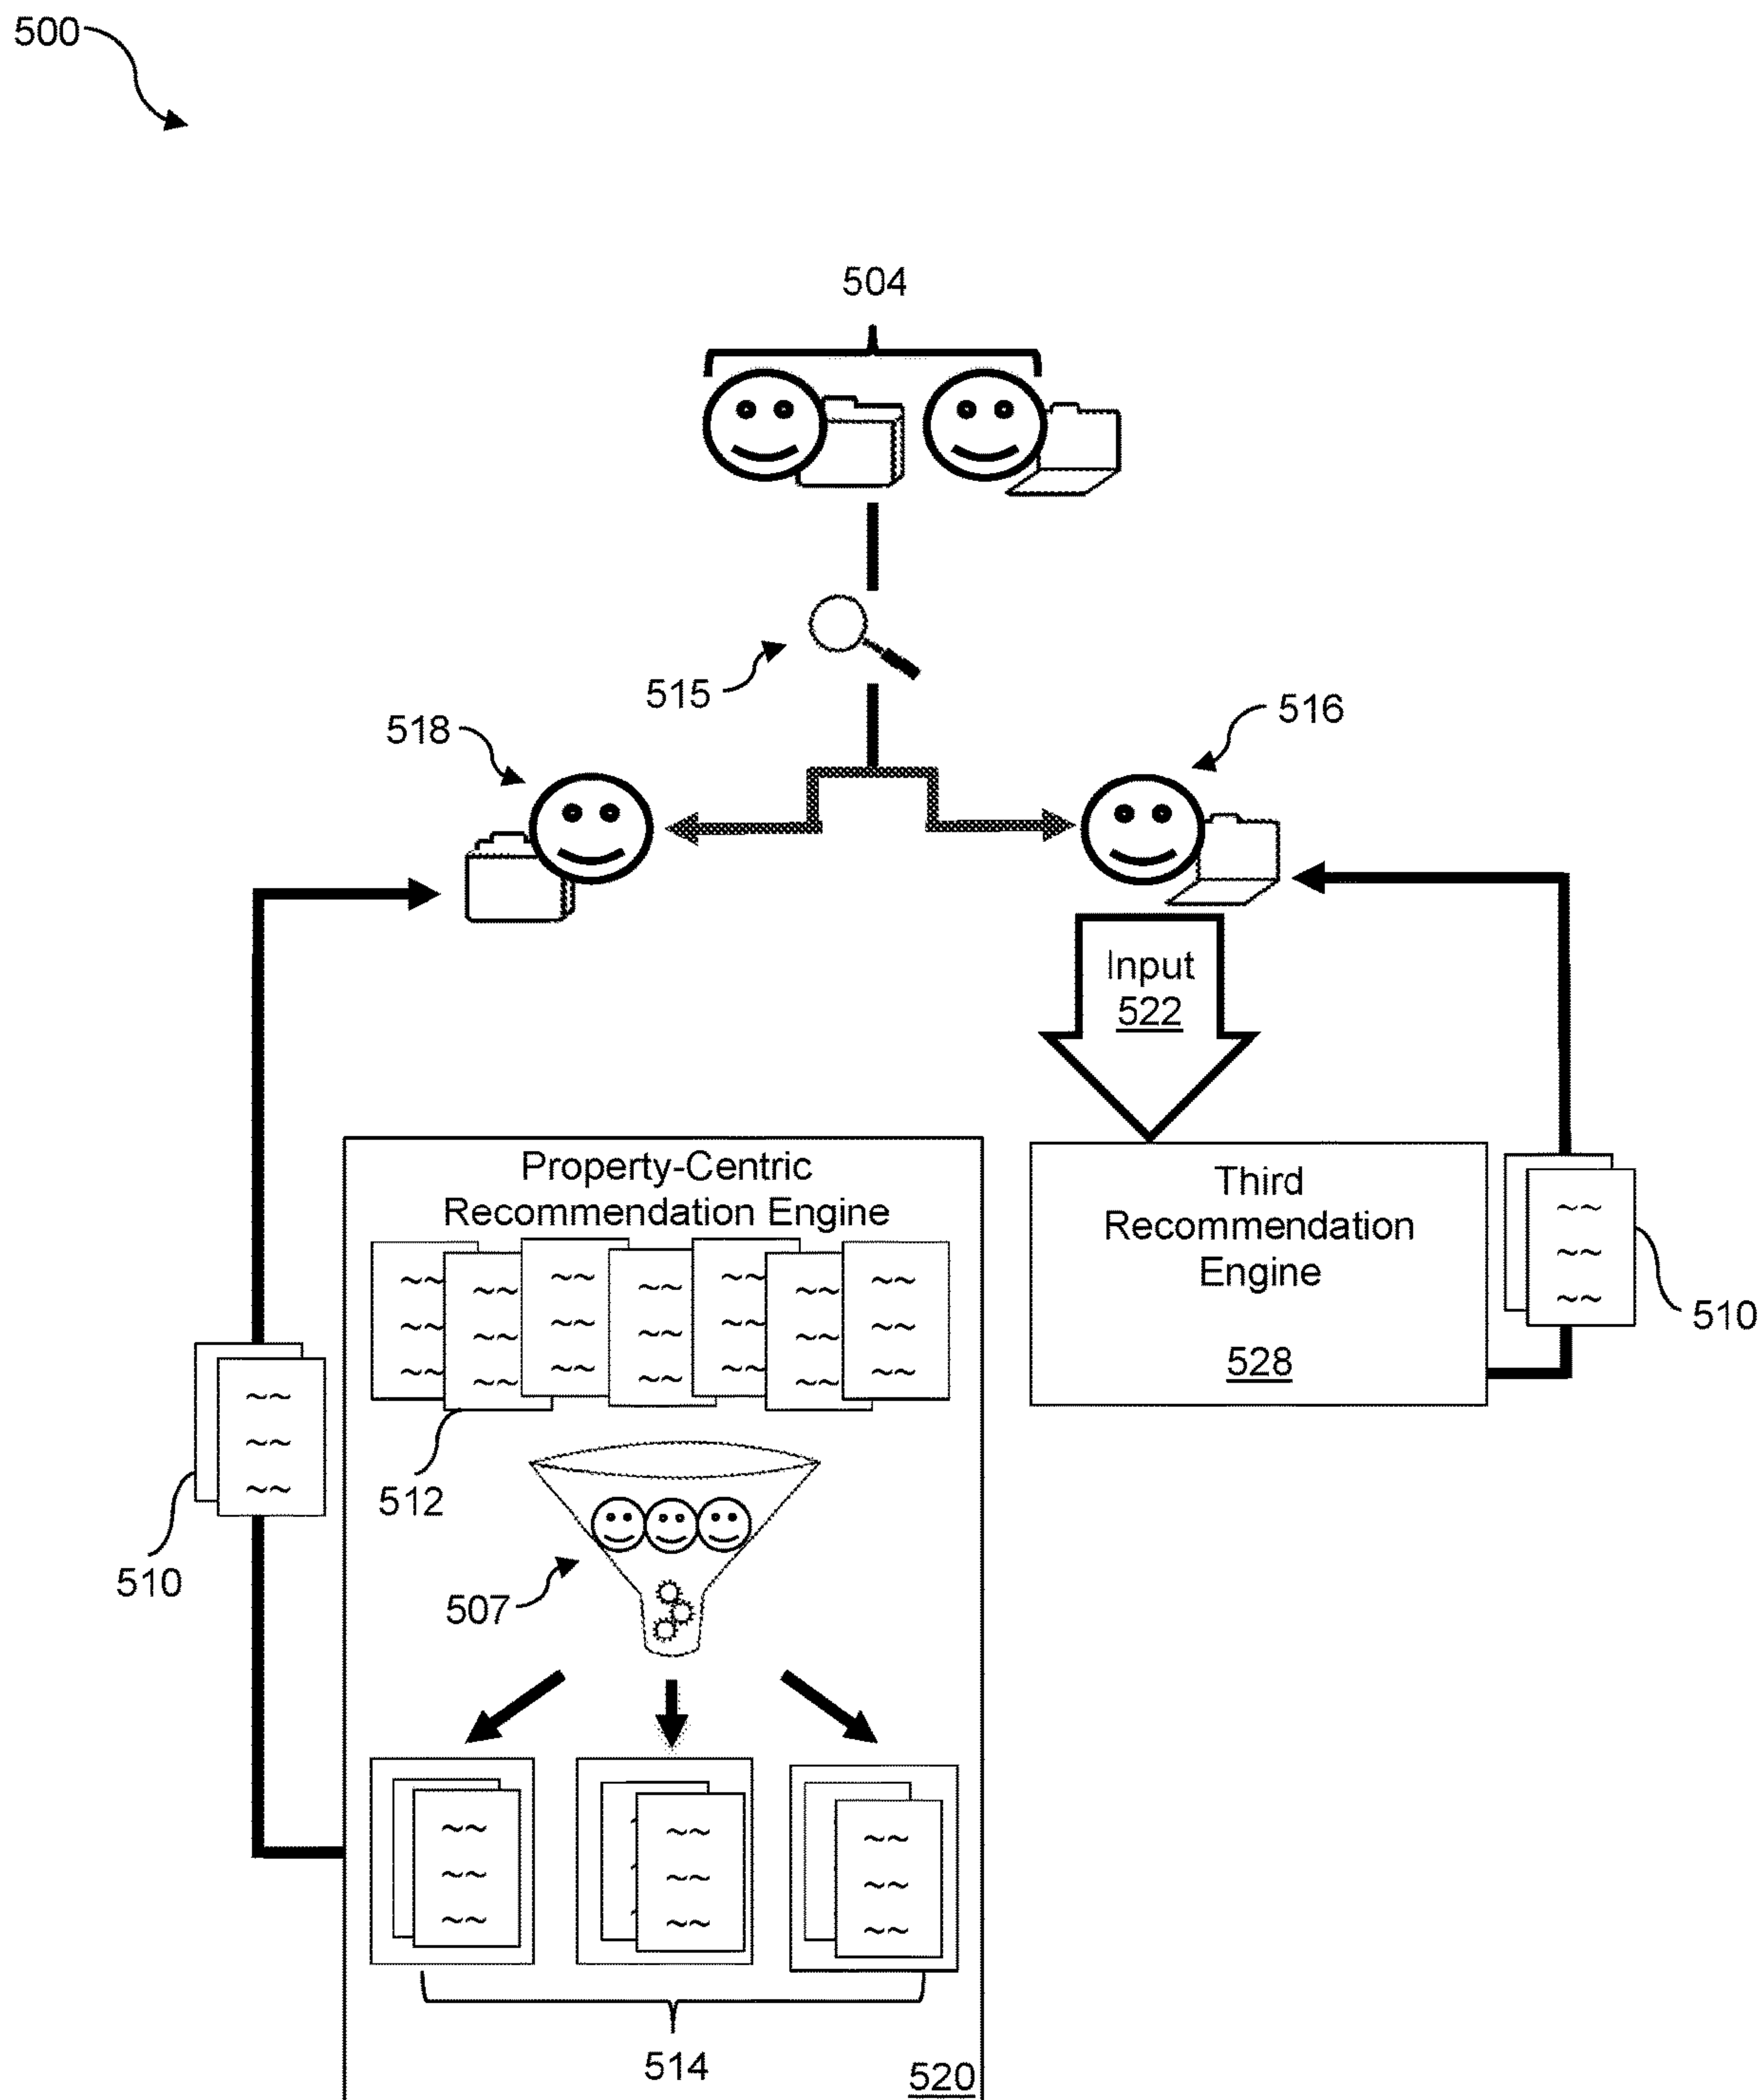 500
504
515
518
516
Input
522
Property-Centric
Recommendation Engine
Third
Recommendation
Engine
528
510
~~ ~~ ~~ ~~ ~~ ~~ ~~
~~ ~~ ~~ ~~ ~~ ~~ ~~
~~ ~~ ~~ ~~ ~~ ~~ ~~
512
510
507
514
520